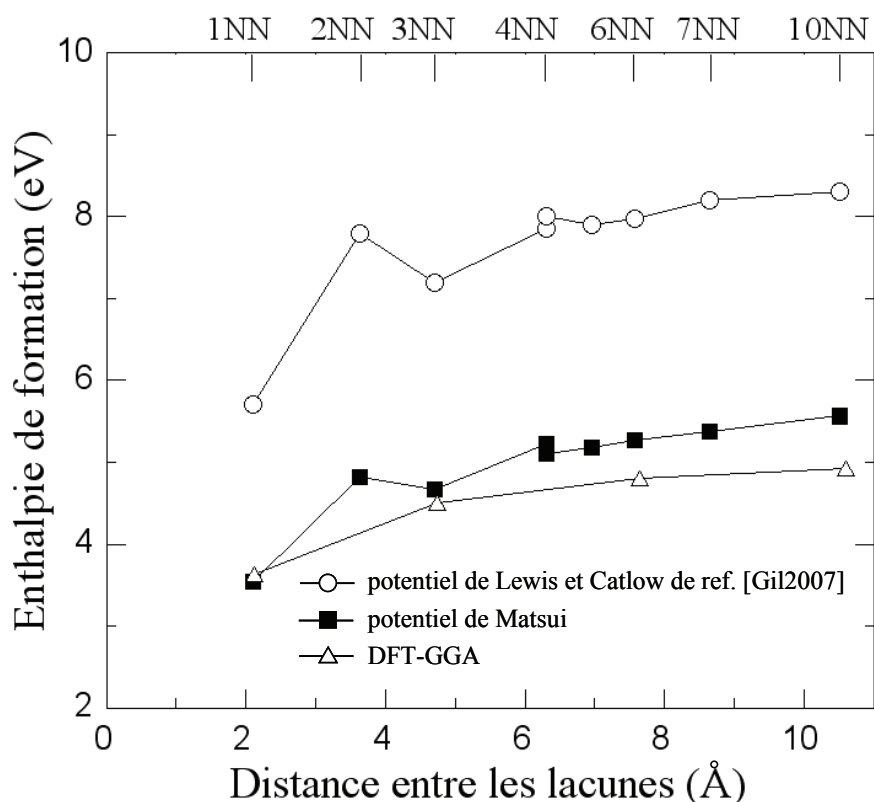 1NN 2NN 3NN 4NN 6NN 7NN 10NN
10
8
6
4
2
Enthalpie de formation (eV)
potentiel de Lewis et Catlow de ref. [Gil2007]
potentiel de Matsui
DFT-GGA
0 2 4 6 8 10
Distance entre les lacunes (Å)